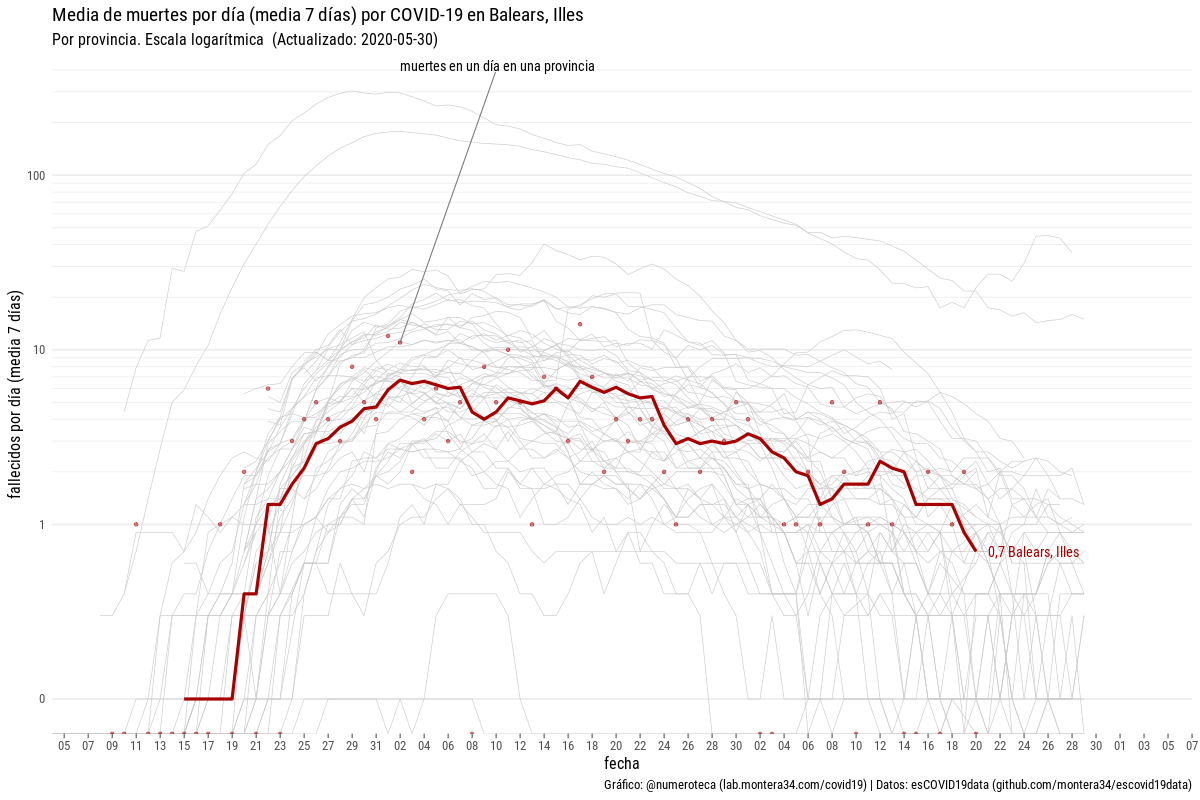 Media de muertes por día (media 7 días) por COVID-19 en Balears, Illes
Por provincia. Escala logarítmica  (Actualizado: 2020-05-30)
muertes en un día en una provincia
fallecidos por día (media 7 días)
100
10
1
0
0,7 Balears, Illes
05 07 09 11 13 15 17 19 21 23 25 27 29 31 02 04 06 08 10 12 14 16 18 20 22 24 26 28 30 02 04 06 08 10 12 14 16 18 20 22 24 26 28 30 01 03 05 07
fecha
Gráfico: @numeroteca (lab.montera34.com/covid19) | Datos: esCOVID19data (github.com/montera34/escovid19data)